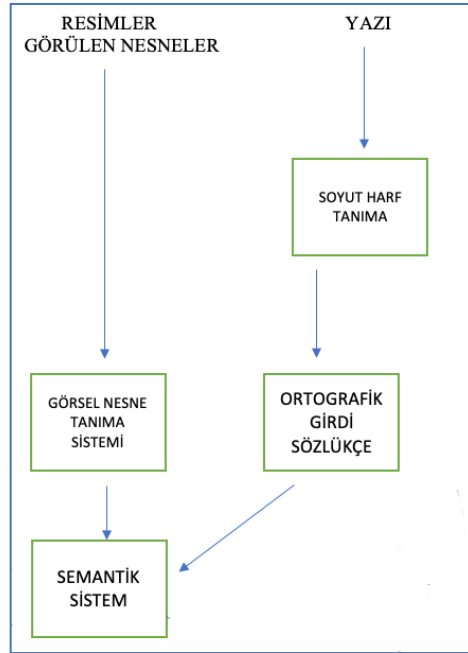 RESİMLER
GÖRÜLEN NESNELER
YAZI
SOYUT HARF
TANIMA
GÖRSEL NESNE
TANIMA
SİSTEMİ
ORTOGRAFİK
GİRDİ
SÖZLÜKÇE
SEMANTİK
SİSTEM